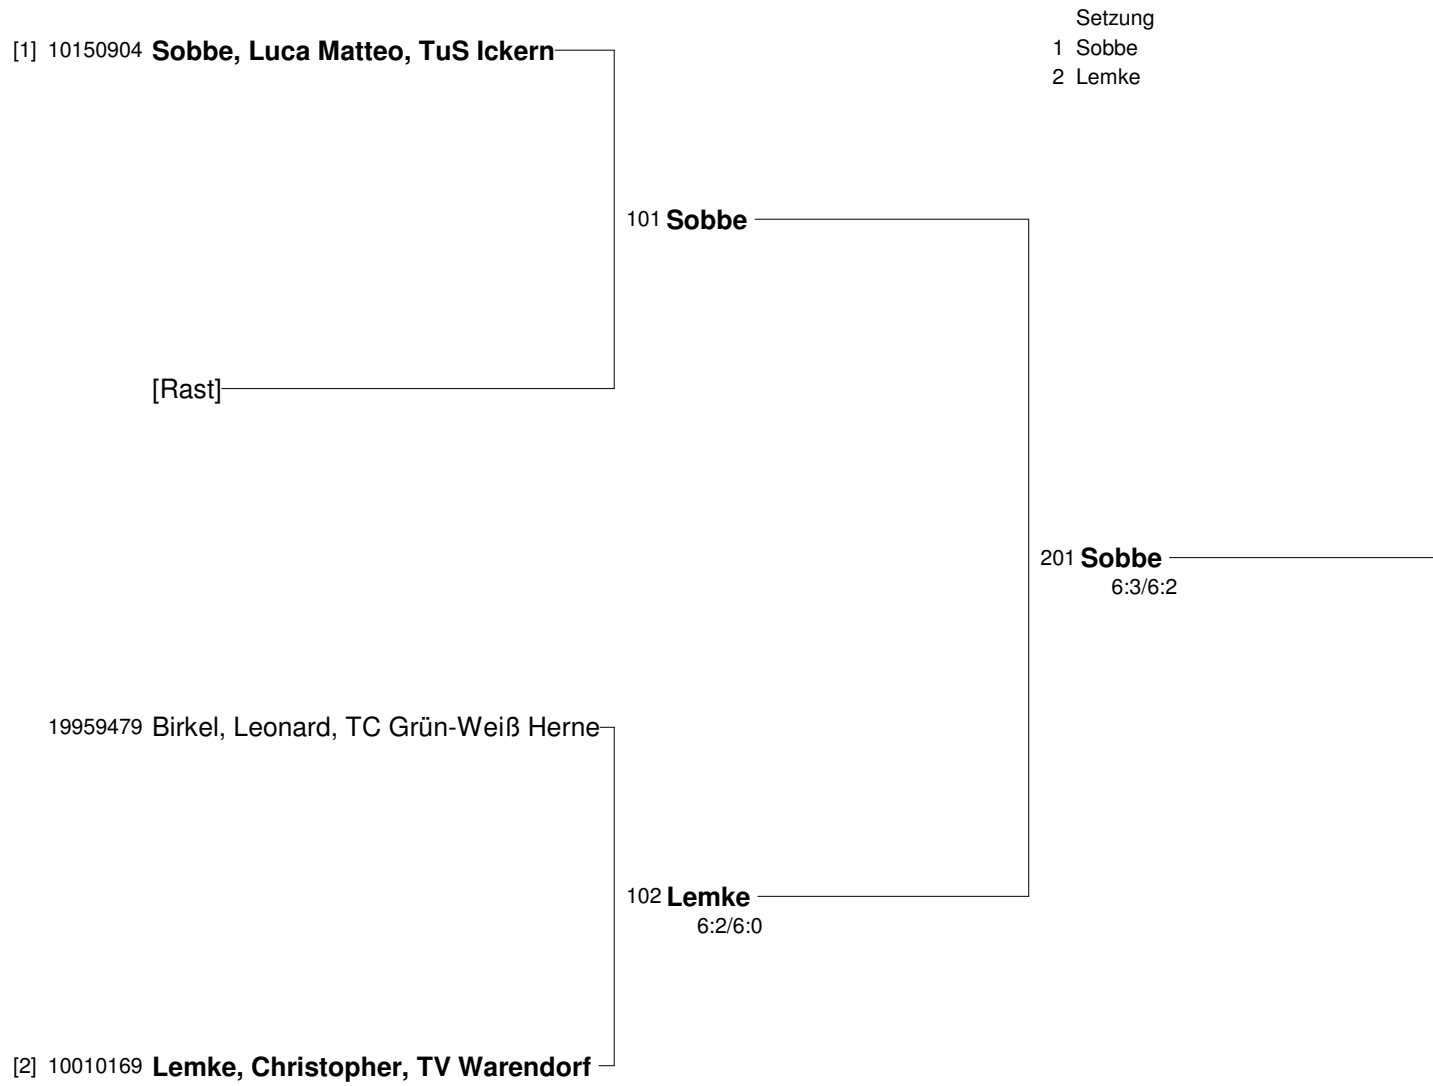 Setzung
1 Sobbe
2 Lemke
[1] 10150904 Sobbe, Luca Matteo, TuS Ickern
101 Sobbe
[Rast]
201 Sobbe
6:3/6:2
19959479 Birkel, Leonard, TC Grün-Weiß Herne
102 Lemke
6:2/6:0
[2] 10010169 Lemke, Christopher, TV Warendorf